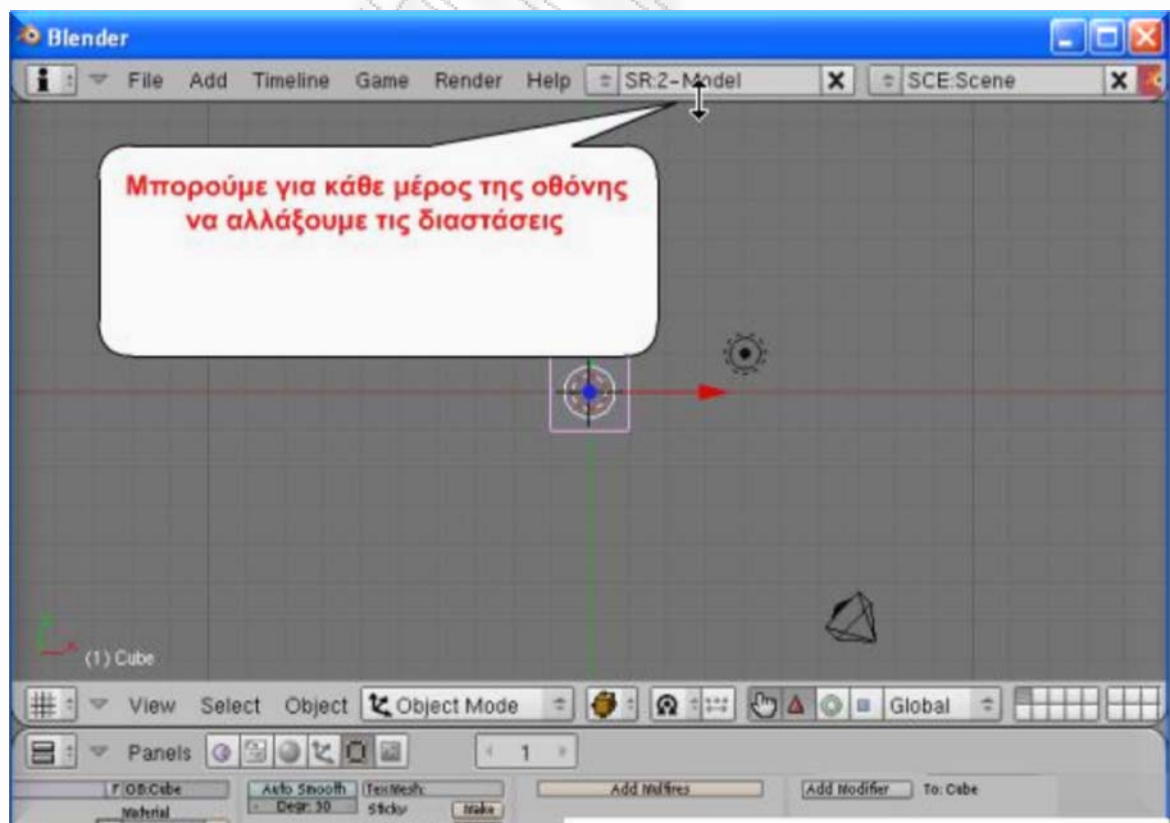 Blender
File Add Timeline Game Render Help SR:2-Model X SCE:Scene X
Μπορούμε για κάθε μέρος της οθόνης
να αλλάξουμε τις διαστάσεις
(1) Cube
View Select Object Object Mode Global
Panels 1
OB:Cube Auto Smooth TexMesh: Add Multires Add Modifier To: Cube
Material Degr: 30 Sticky Make